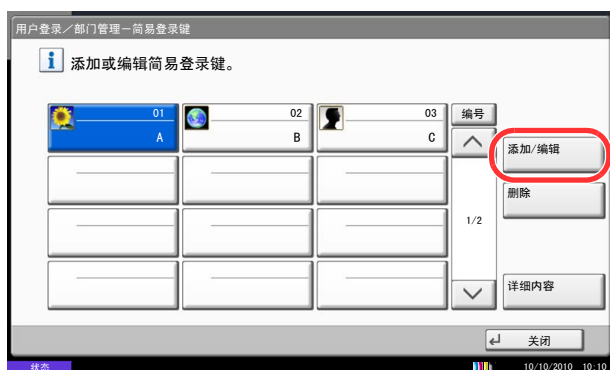 用户登录／部门管理－简易登录键
添加或编辑简易登录键。
01 02 03 编号
A B C
添加/编辑
删除
1/2
详细内容
关闭
状态 10/10/2010 10:10